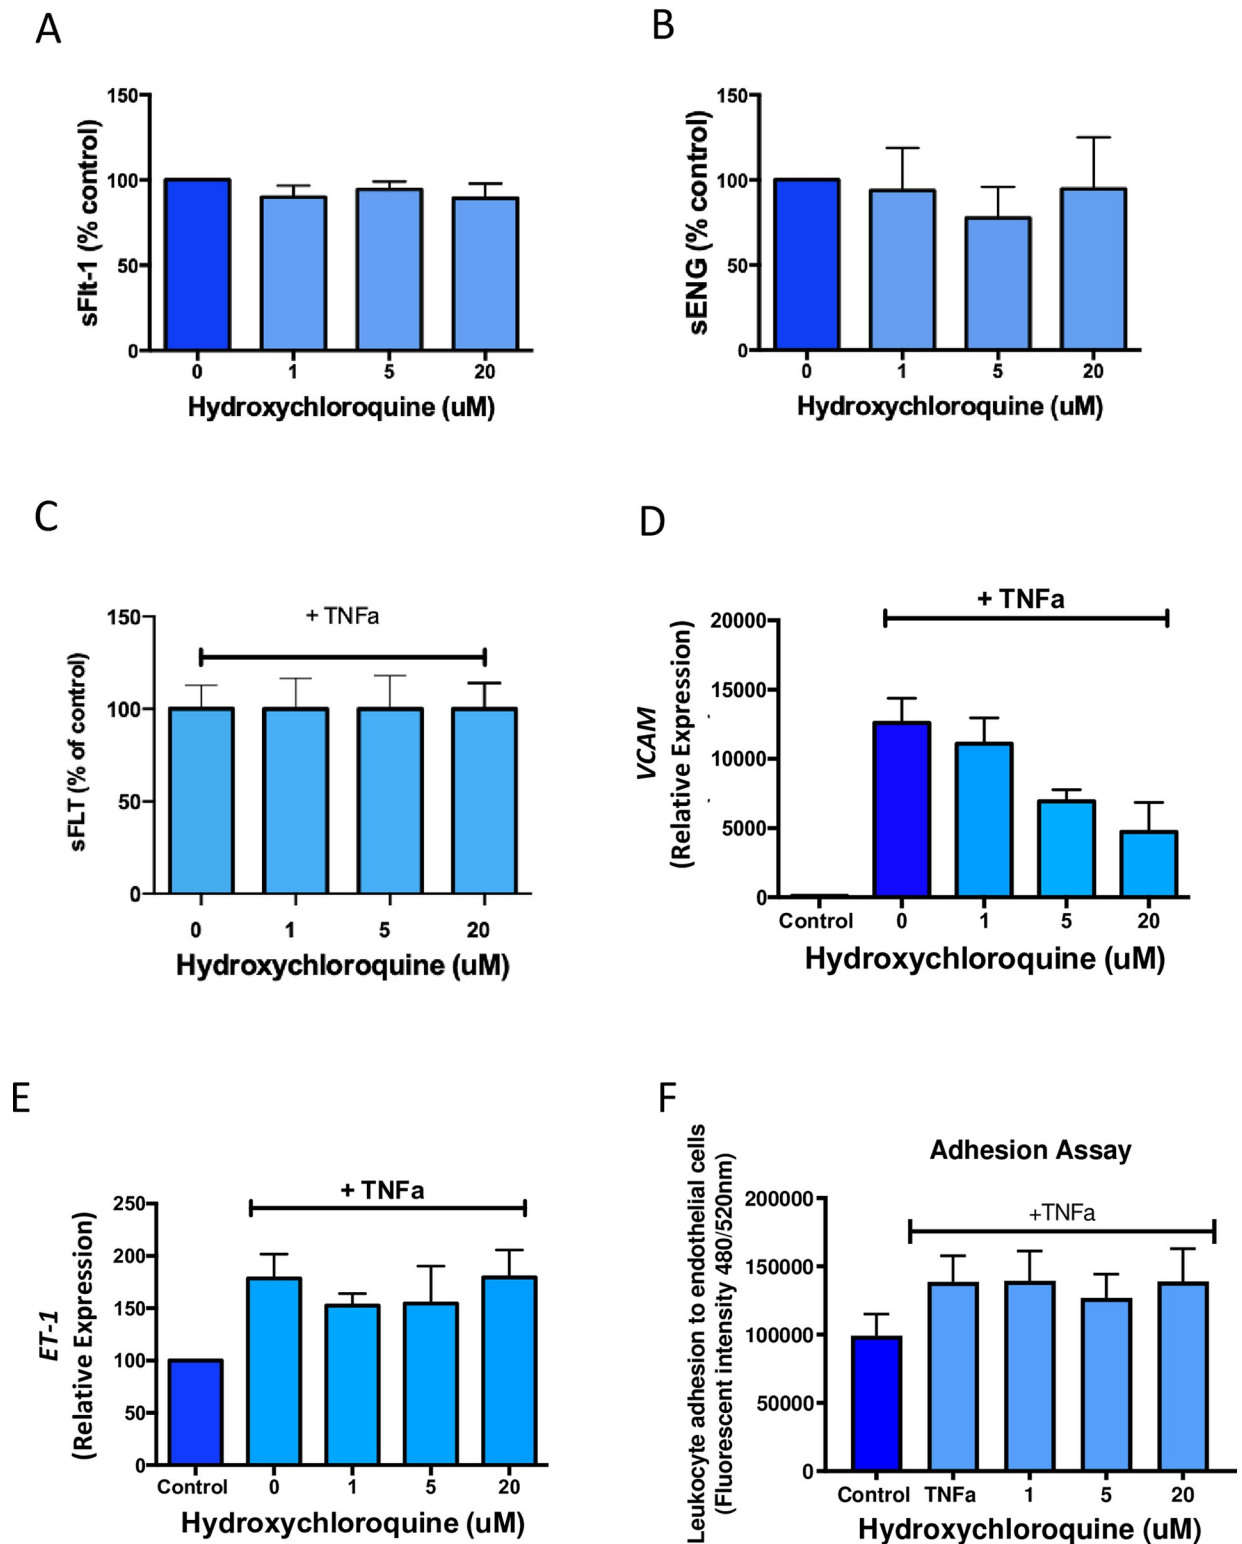 A
sFlt-1 (% control)
150
100
50
0
0 1 5 20
Hydroxychloroquine (uM)
B
sENG (% control)
150
100
50
0
0 1 5 20
Hydroxychloroquine (uM)
C
sFLT (% of control)
+ TNFa
150
100
50
0
0 1 5 20
Hydroxychloroquine (uM)
D
VCAM
(Relative Expression)
+ TNFa
20000
15000
10000
5000
0
Control 0 1 5 20
Hydroxychloroquine (uM)
E
ET-1
(Relative Expression)
+ TNFa
250
200
150
100
50
0
Control 0 1 5 20
Hydroxychloroquine (uM)
F
Leukocyte adhesion to endothelial cells
(Fluorescent intensity 480/520nm)
Adhesion Assay
+TNFa
200000
150000
100000
50000
0
Control TNFa 1 5 20
Hydroxychloroquine (uM)